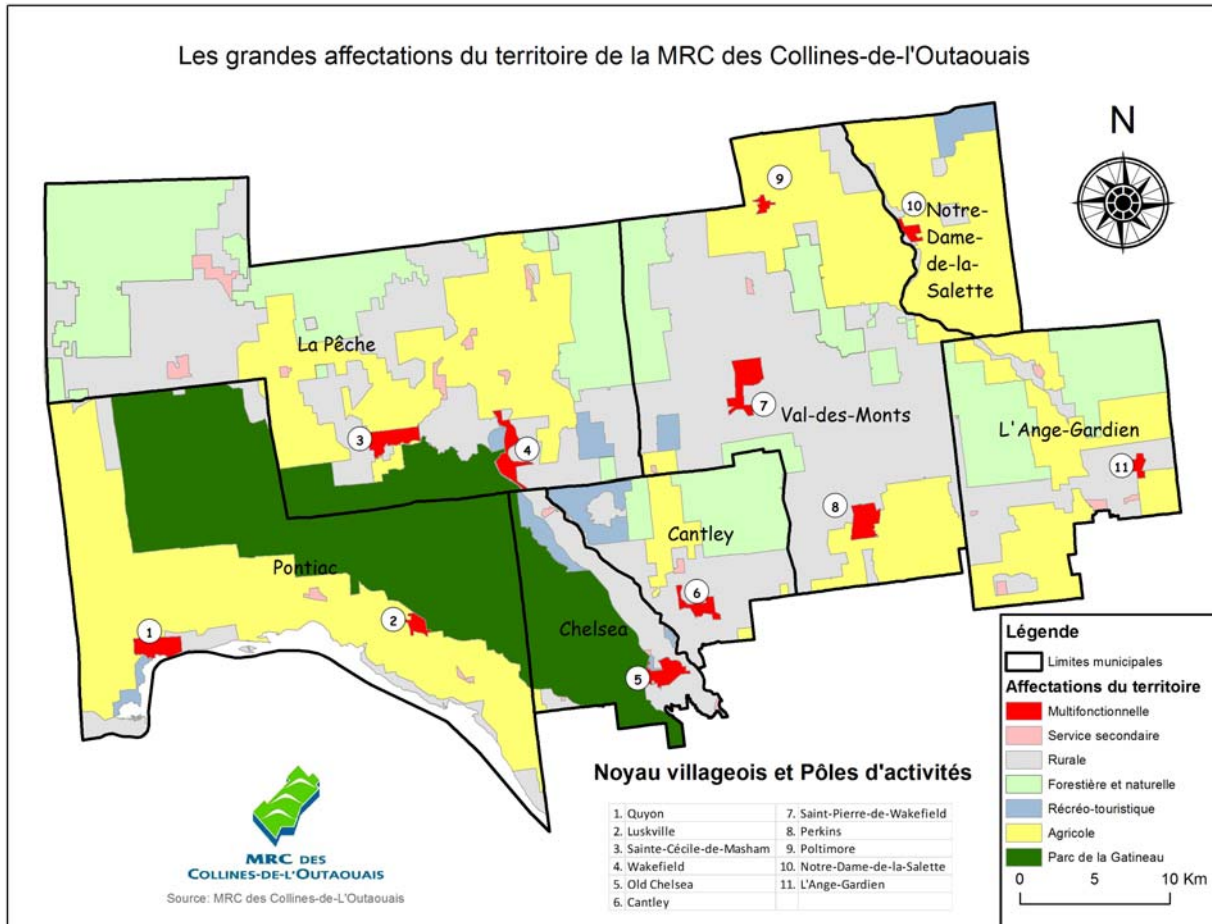 Les grandes affectations du territoire de la MRC des Collines-de-l'Outaouais
N
9
10
Notre-
Dame-
de-la-
Salette
La Pêche
7
Val-des-Monts
L'Ange-Gardien
3
4
11
8
Cantley
Pontiac
6
1
2
Chelsea
5
Légende
Limites municipales
Affectations du territoire
Multifonctionnelle
Service secondaire
Rurale
Forestière et naturelle
Récréo-touristique
Agricole
Parc de la Gatineau
0 5 10 Km
Noyau villageois et Pôles d'activités
1. Quyon 7. Saint-Pierre-de-Wakefield
2. Luskville 8. Perkins
3. Sainte-Cécile-de-Masham 9. Poltimore
4. Wakefield 10. Notre-Dame-de-la-Salette
5. Old Chelsea 11. L'Ange-Gardien
6. Cantley
MRC DES
COLLINES-DE-L'OUTAOUAIS
Source: MRC des Collines-de-L'Outaouais